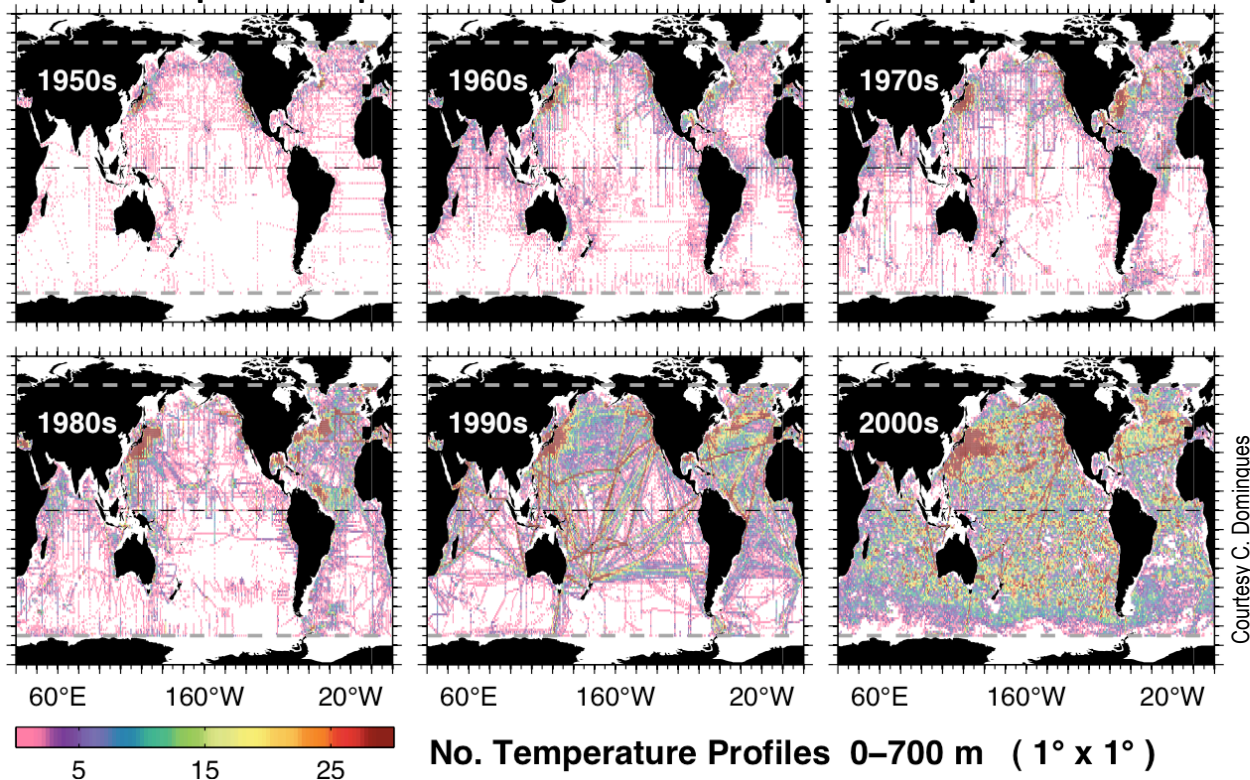 1950s
1960s
1970s
1980s
1990s
2000s
60°E 160°W 20°W
60°E 160°W 20°W
60°E 160°W 20°W
5 15 25
No. Temperature Profiles 0–700 m ( 1° x 1° )
Courtesy C. Dominques